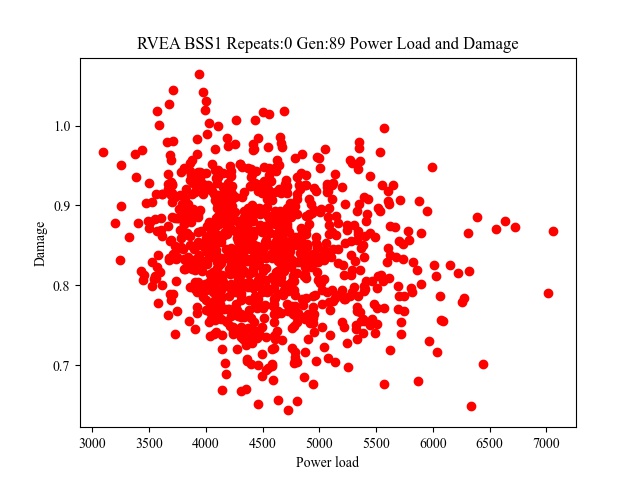 RVEA BSS1 Repeats:0 Gen:89 Power Load and Damage
1.0
0.9
0.8
0.7
Damage
3000 3500 4000 4500 5000 5500 6000 6500 7000
Power load